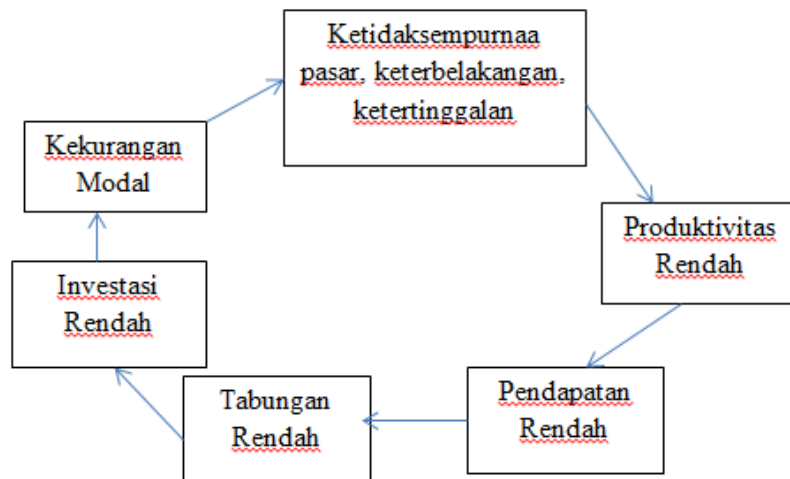 Ketidaksempurnaa
pasar, keterbelakangan,
ketertinggalan
Kekurangan
Modal
Produktivitas
Rendah
Investasi
Rendah
Pendapatan
Rendah
Tabungan
Rendah